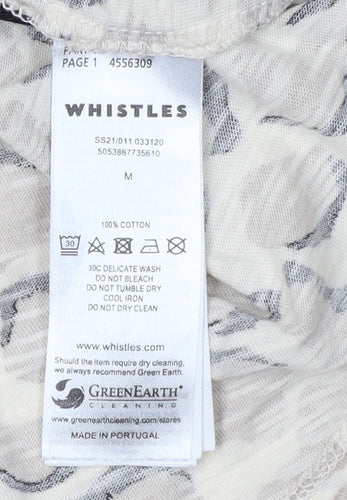 PAGE 1 4556309
WHISTLES
SS21/011 033120
5053867735610
M
100% COTTON
30
30C DELICATE WASH
DO NOT BLEACH
DO NOT TUMBLE DRY
COOL IRON
DO NOT DRY CLEAN
www.whistles.com
Should the item require dry cleaning,
we always recommend Green Earth.
GREENEARTH®
CLEANING
www.greenearthcleaning.com/stores
MADE IN PORTUGAL